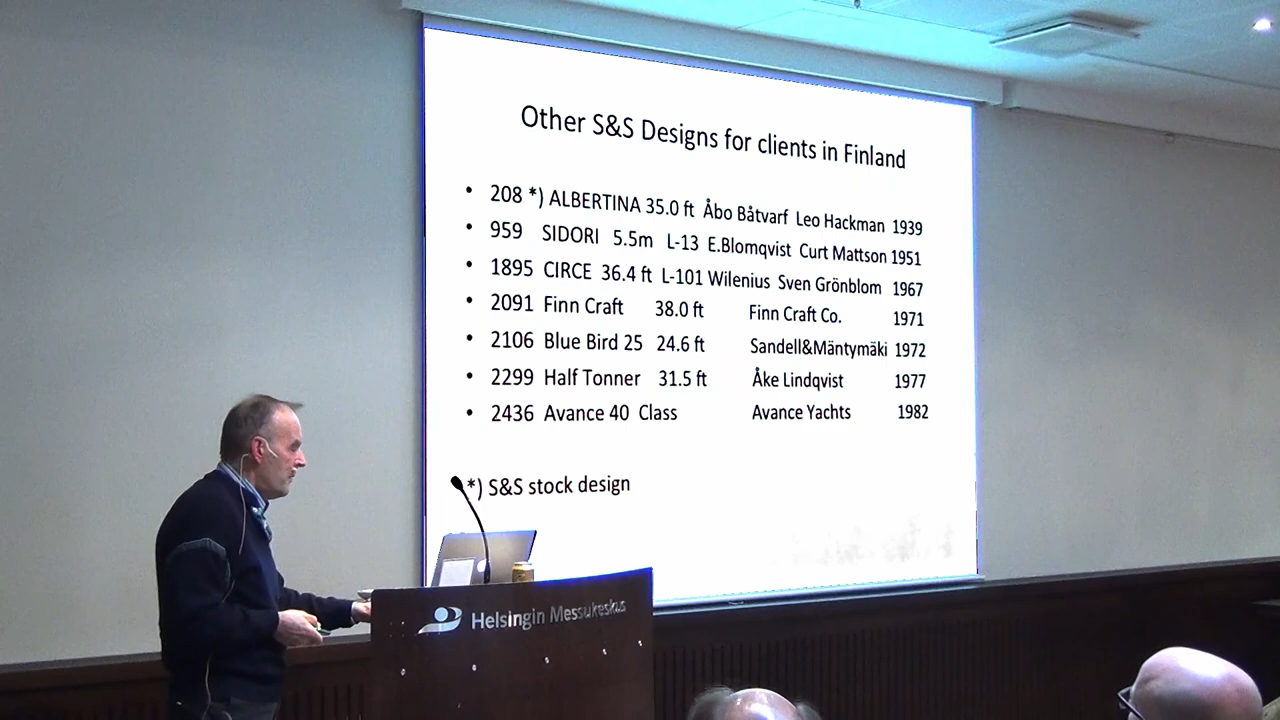 Other S&S Designs for clients in Finland
• 208 *) ALBERTINA 35.0 ft Åbo Båtvarf Leo Hackman 1939
• 959 SIDORI 5.5m L-13 E.Blomqvist Curt Mattson 1951
• 1895 CIRCE 36.4 ft L-101 Wilenius Sven Grönblom 1967
• 2091 Finn Craft 38.0 ft Finn Craft Co. 1971
• 2106 Blue Bird 25 24.6 ft Sandell&Mäntymäki 1972
• 2299 Half Tonner 31.5 ft Åke Lindqvist 1977
• 2436 Avance 40 Class Avance Yachts 1982
*) S&S stock design
Helsingin Messukeskus